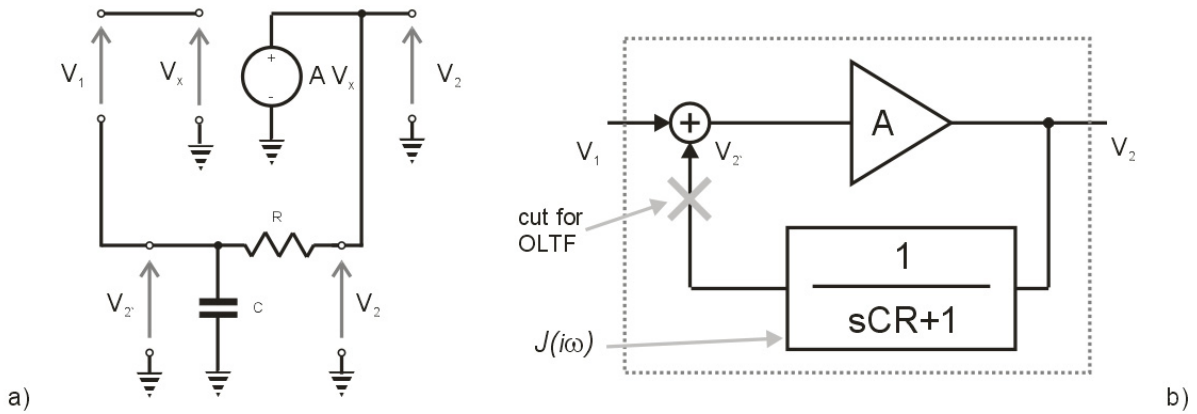 V1
Vx
+
-
A Vx
V2
R
V2`
C
V2
a)
V1
+
V2`
A
V2
cut for
OLTF
1
sCR+1
J(iω)
b)